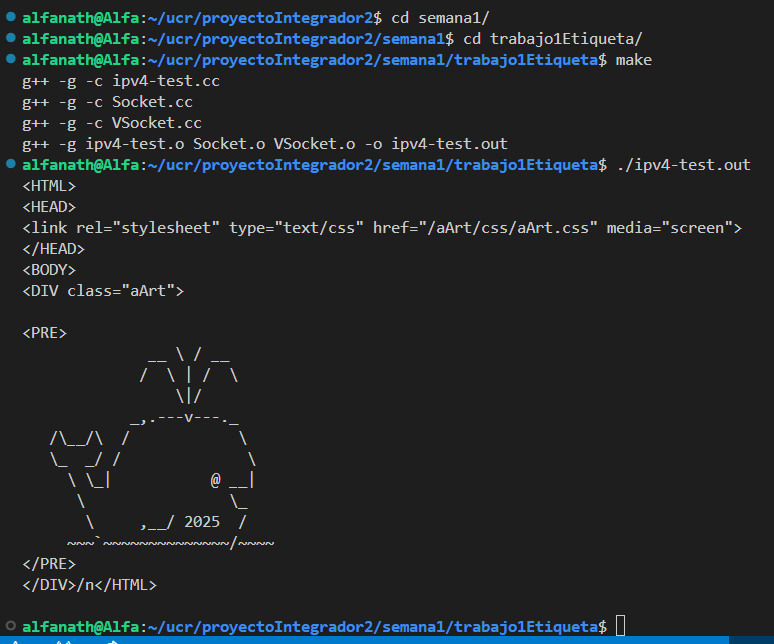 alfanath@Alfa:~/ucr/proyectoIntegrador2$ cd semana1/
alfanath@Alfa:~/ucr/proyectoIntegrador2/semana1$ cd trabajo1Etiqueta/
alfanath@Alfa:~/ucr/proyectoIntegrador2/semana1/trabajo1Etiqueta$ make
g++ -g -c ipv4-test.cc
g++ -g -c Socket.cc
g++ -g -c VSocket.cc
g++ -g ipv4-test.o Socket.o VSocket.o -o ipv4-test.out
alfanath@Alfa:~/ucr/proyectoIntegrador2/semana1/trabajo1Etiqueta$ ./ipv4-test.out
<HTML>
<HEAD>
<link rel="stylesheet" type="text/css" href="/aArt/css/aArt.css" media="screen">
</HEAD>
<BODY>
<DIV class="aArt">

<PRE>
              __ \ / __
             /  \ | /  \
                 \|/
            _,.---v---._
   /\__/\  /            \
   \_  _/ /              \
     \ \_|           @ __|
      \                \_
       \     ,__/ 2025  /
     ~~~`~~~~~~~~~~~~~~/~~~~
</PRE>
</DIV>/n</HTML>

alfanath@Alfa:~/ucr/proyectoIntegrador2/semana1/trabajo1Etiqueta$